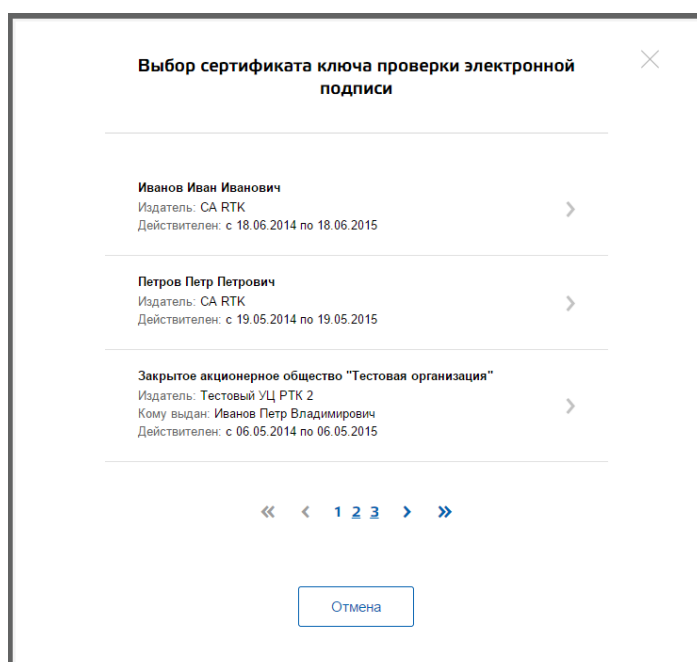 Выбор сертификата ключа проверки электронной
подписи
Иванов Иван Иванович
Издатель: CA RTK
Действителен: с 18.06.2014 по 18.06.2015
Петров Петр Петрович
Издатель: CA RTK
Действителен: с 19.05.2014 по 19.05.2015
Закрытое акционерное общество "Тестовая организация"
Издатель: Тестовый УЦ РТК 2
Кому выдан: Иванов Петр Владимирович
Действителен: с 06.05.2014 по 06.05.2015
« ‹ 1 2 3 › »
Отмена